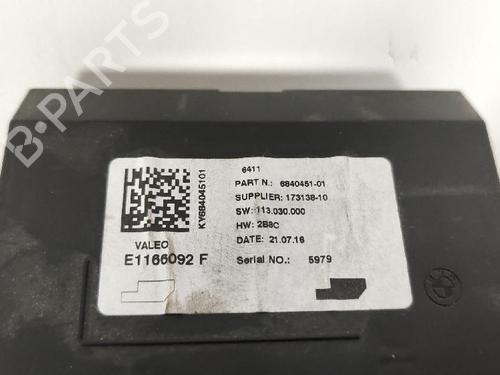 B-PARTS
6411
PART N.: 6840451-01
SUPPLIER: 173138-10
SW: 113.030.000
HW: 2B8C
DATE: 21.07.16
Serial NO.: 5979
KY684045101
VALEO
E1166092 F